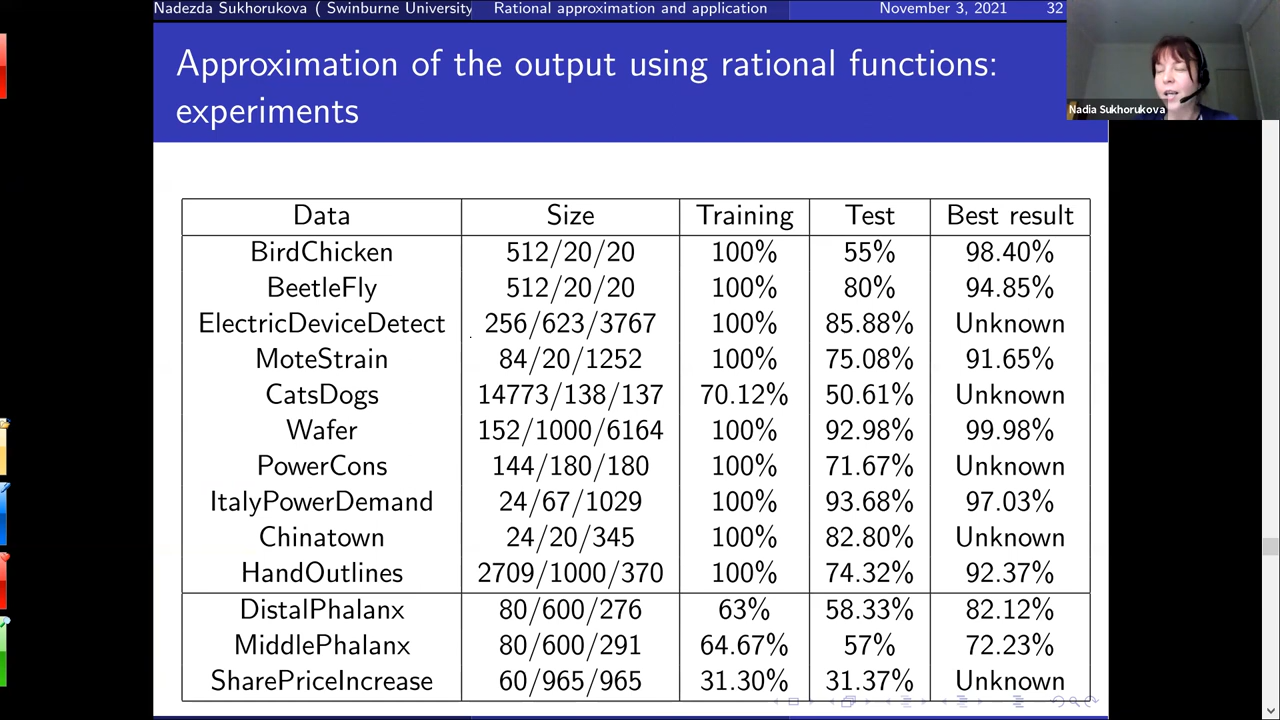 Nadezda Sukhorukova ( Swinburne University Rational approximation and application November 3, 2021 32
Approximation of the output using rational functions:
experiments
Nadia Sukhorukova
Data Size Training Test Best result
BirdChicken 512/20/20 100% 55% 98.40%
BeetleFly 512/20/20 100% 80% 94.85%
ElectricDeviceDetect 256/623/3767 100% 85.88% Unknown
MoteStrain 84/20/1252 100% 75.08% 91.65%
CatsDogs 14773/138/137 70.12% 50.61% Unknown
Wafer 152/1000/6164 100% 92.98% 99.98%
PowerCons 144/180/180 100% 71.67% Unknown
ItalyPowerDemand 24/67/1029 100% 93.68% 97.03%
Chinatown 24/20/345 100% 82.80% Unknown
HandOutlines 2709/1000/370 100% 74.32% 92.37%
DistalPhalanx 80/600/276 63% 58.33% 82.12%
MiddlePhalanx 80/600/291 64.67% 57% 72.23%
SharePriceIncrease 60/965/965 31.30% 31.37% Unknown